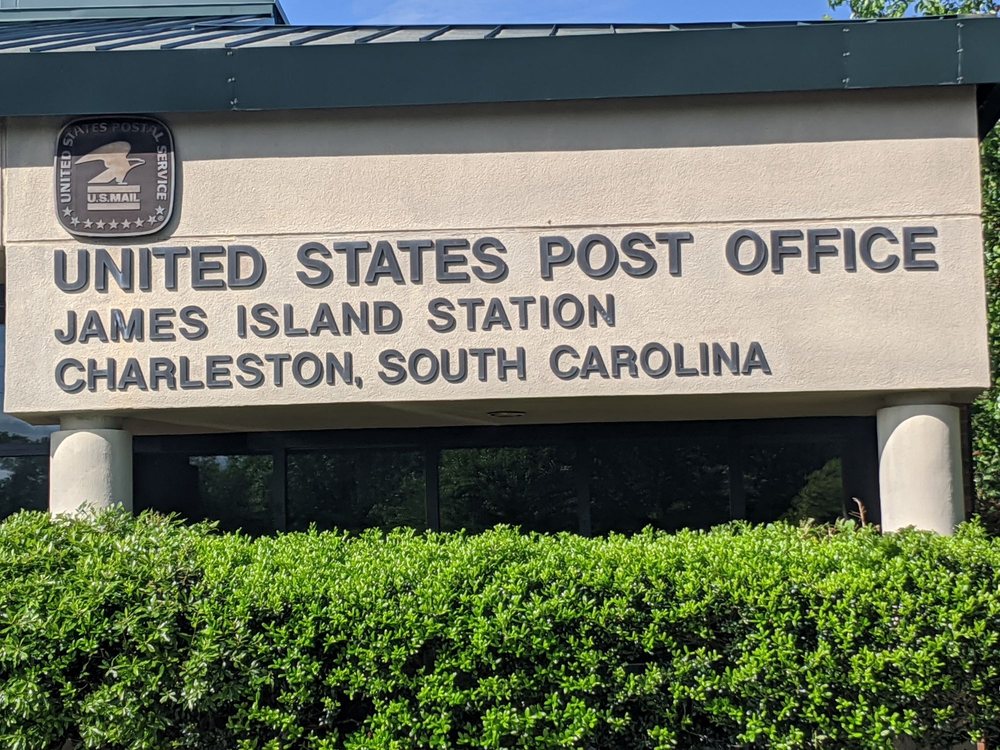 UNITED STATES POSTAL SERVICE
U.S.MAIL
®
UNITED STATES POST OFFICE
JAMES ISLAND STATION
CHARLESTON, SOUTH CAROLINA